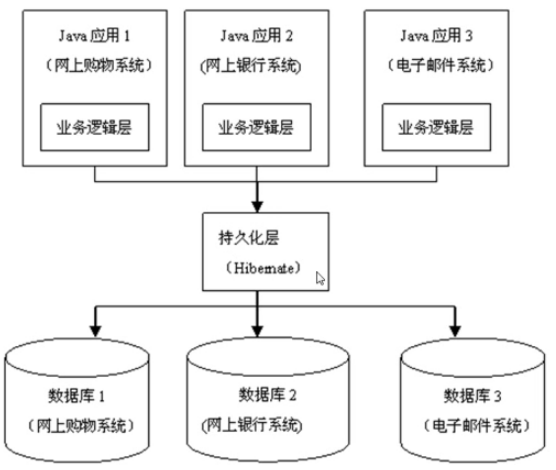 Java 应用 1
（网上购物系统）
业务逻辑层
Java 应用 2
(网上银行系统)
业务逻辑层
Java 应用 3
（电子邮件系统）
业务逻辑层
持久化层
（Hibernate）
数据库 1
（网上购物系统）
数据库 2
(网上银行系统)
数据库 3
（电子邮件系统）